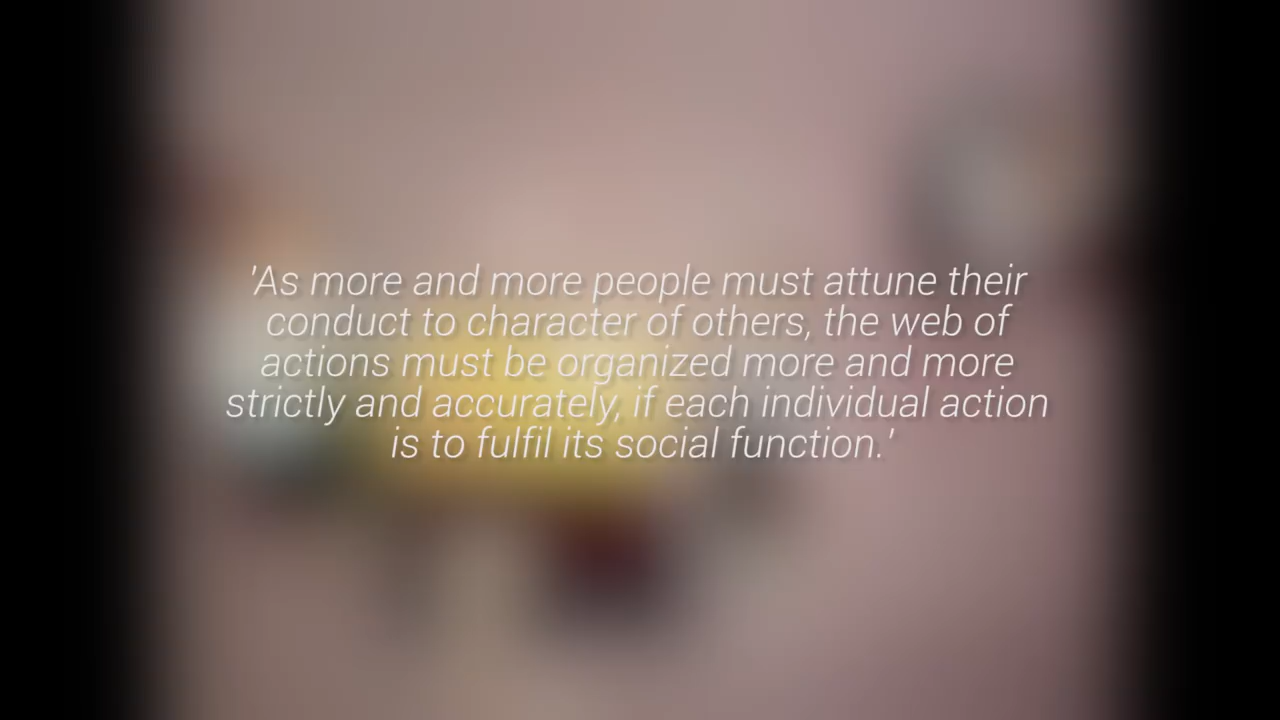 'As more and more people must attune their
conduct to character of others, the web of
actions must be organized more and more
strictly and accurately, if each individual action
is to fulfil its social function.'